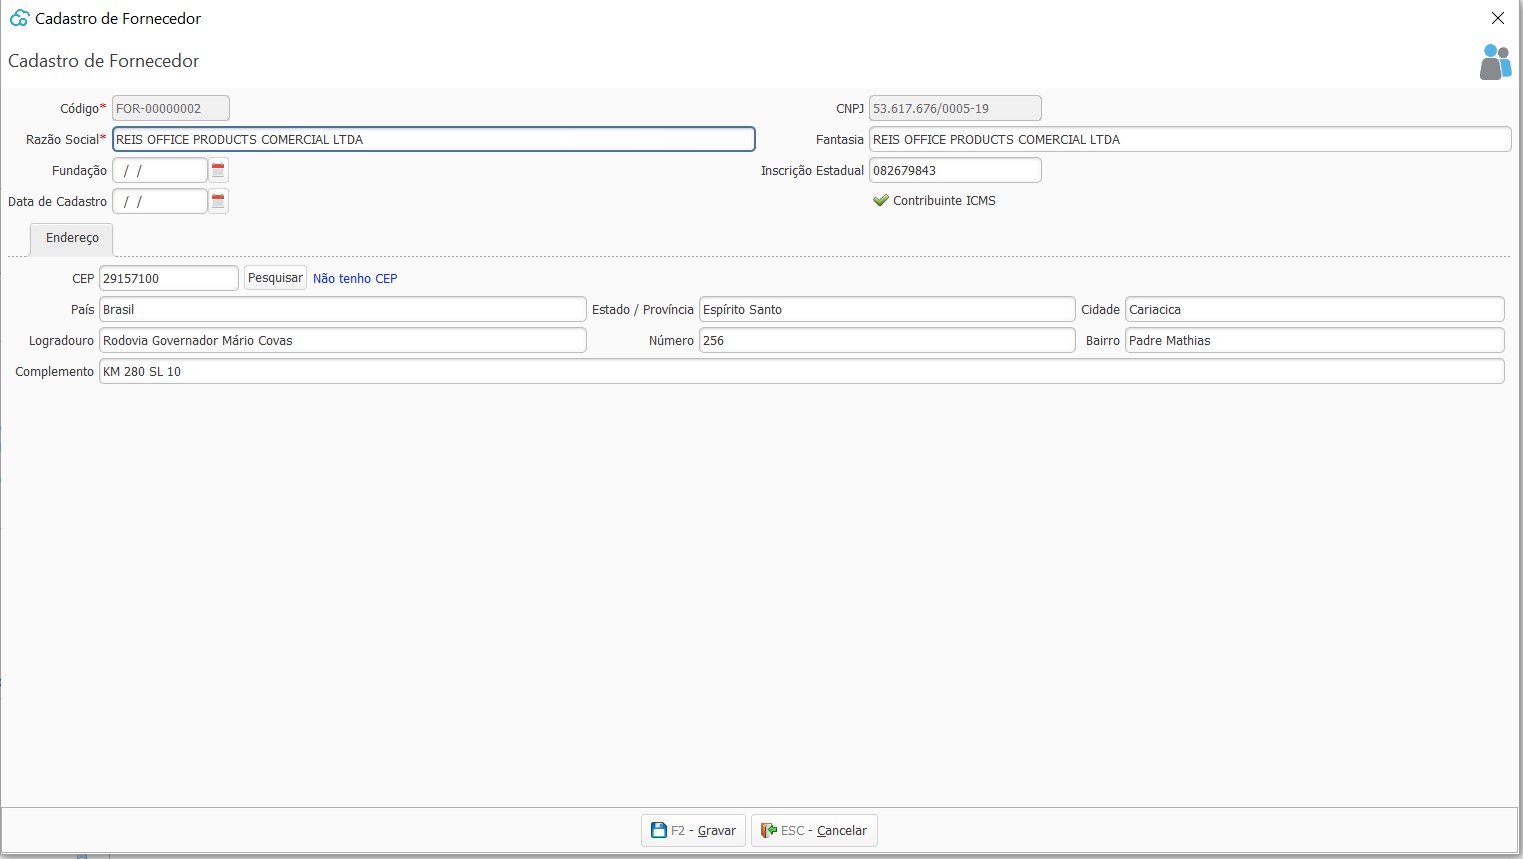 Cadastro de Fornecedor
Cadastro de Fornecedor
Código* FOR-00000002 CNPJ 53.617.676/0005-19
Razão Social* REIS OFFICE PRODUCTS COMERCIAL LTDA Fantasia REIS OFFICE PRODUCTS COMERCIAL LTDA
Fundação / / Inscrição Estadual 082679843
Data de Cadastro / / Contribuinte ICMS
Endereço
CEP 29157100 Pesquisar Não tenho CEP
País Brasil Estado / Província Espírito Santo Cidade Cariacica
Logradouro Rodovia Governador Mário Covas Número 256 Bairro Padre Mathias
Complemento KM 280 SL 10
F2 - Gravar ESC - Cancelar